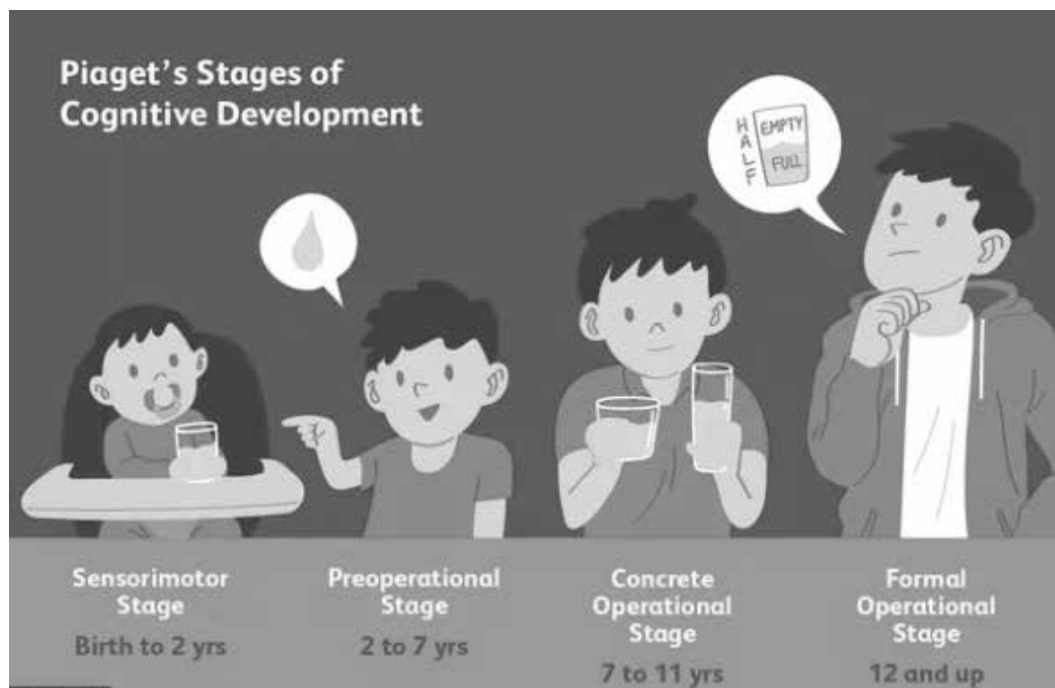 Piaget's Stages of
Cognitive Development
HALF
EMPTY
FULL
Sensorimotor
Stage
Birth to 2 yrs
Preoperational
Stage
2 to 7 yrs
Concrete
Operational
Stage
7 to 11 yrs
Formal
Operational
Stage
12 and up